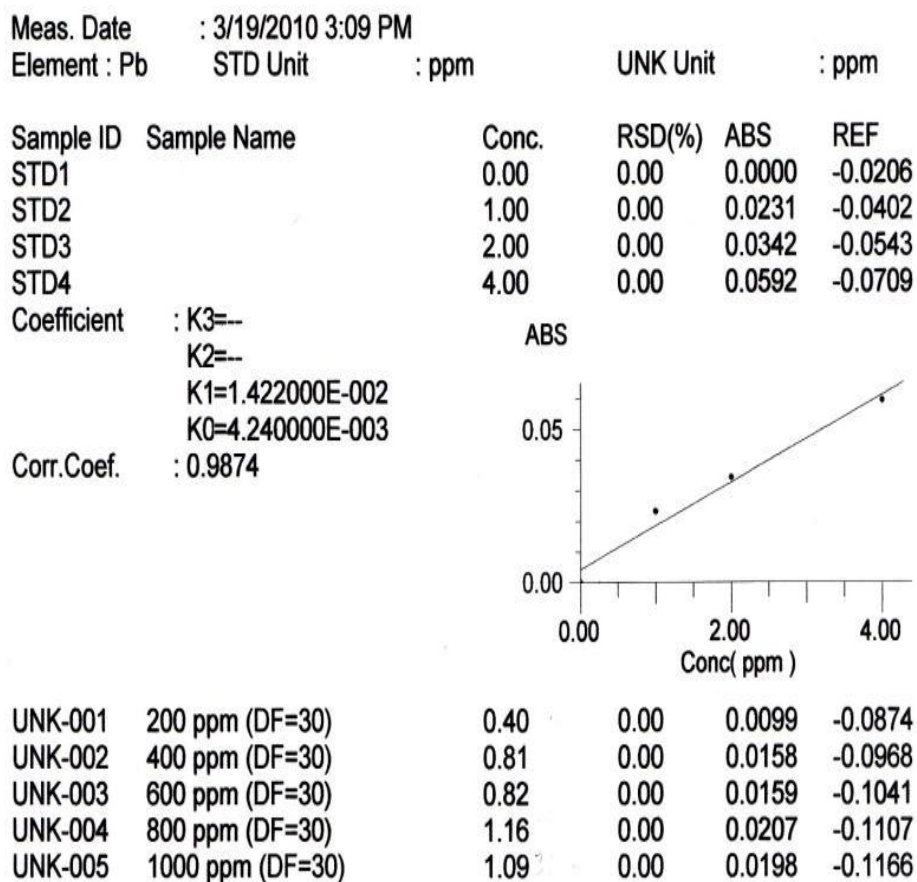 Meas. Date : 3/19/2010 3:09 PM
Element : Pb STD Unit : ppm UNK Unit : ppm
Sample ID Sample Name Conc. RSD(%) ABS REF
STD1 0.00 0.00 0.0000 -0.0206
STD2 1.00 0.00 0.0231 -0.0402
STD3 2.00 0.00 0.0342 -0.0543
STD4 4.00 0.00 0.0592 -0.0709
Coefficient : K3=--
K2=--
K1=1.422000E-002
K0=4.240000E-003
Corr.Coef. : 0.9874
ABS
0.05
0.00
0.00 2.00 4.00
Conc( ppm )
UNK-001 200 ppm (DF=30) 0.40 0.00 0.0099 -0.0874
UNK-002 400 ppm (DF=30) 0.81 0.00 0.0158 -0.0968
UNK-003 600 ppm (DF=30) 0.82 0.00 0.0159 -0.1041
UNK-004 800 ppm (DF=30) 1.16 0.00 0.0207 -0.1107
UNK-005 1000 ppm (DF=30) 1.09 0.00 0.0198 -0.1166